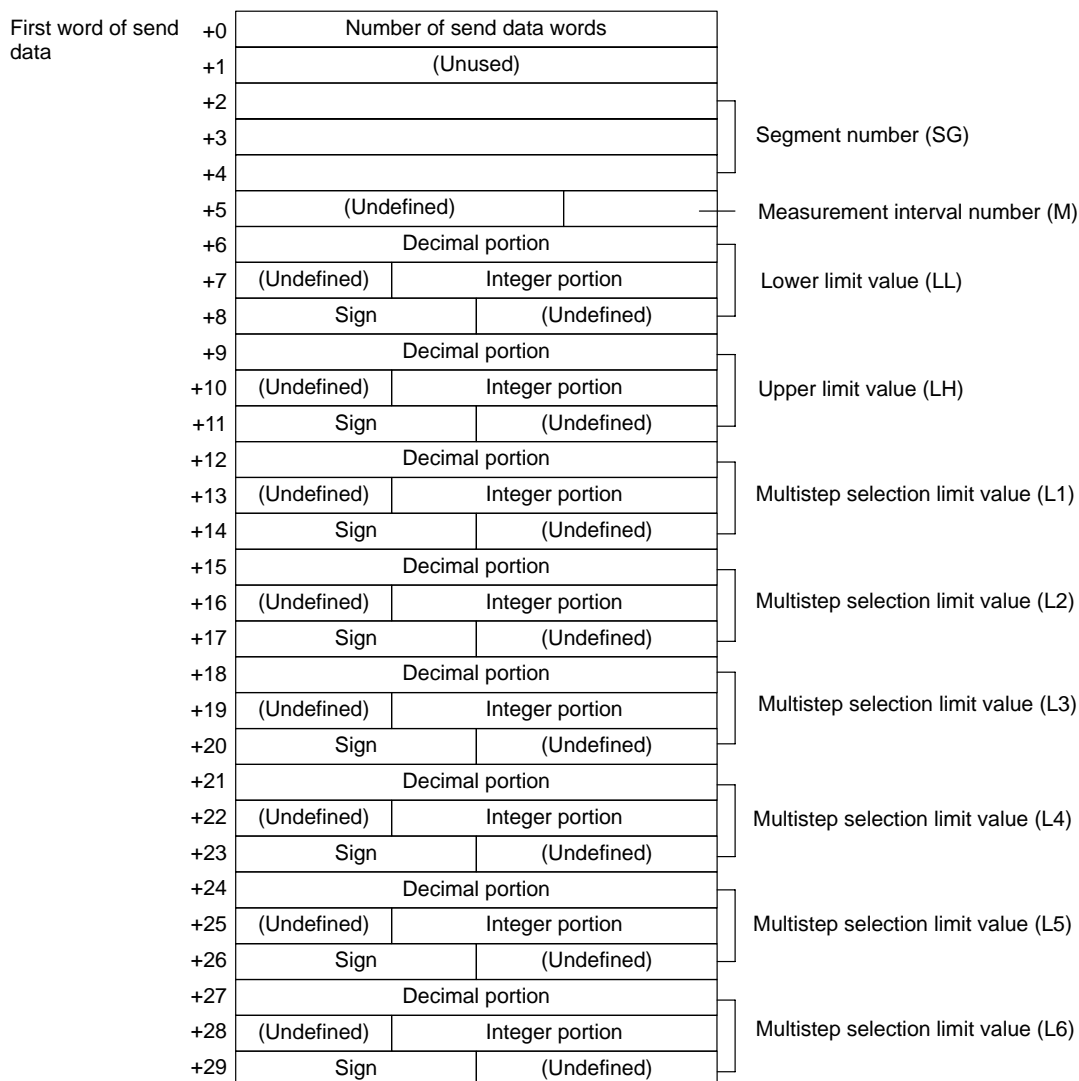 First word of send
data
+0 Number of send data words
+1 (Unused)
+2
+3 Segment number (SG)
+4
+5 (Undefined) Measurement interval number (M)
+6 Decimal portion
+7 (Undefined) Integer portion Lower limit value (LL)
+8 Sign (Undefined)
+9 Decimal portion
+10 (Undefined) Integer portion Upper limit value (LH)
+11 Sign (Undefined)
+12 Decimal portion
+13 (Undefined) Integer portion Multistep selection limit value (L1)
+14 Sign (Undefined)
+15 Decimal portion
+16 (Undefined) Integer portion Multistep selection limit value (L2)
+17 Sign (Undefined)
+18 Decimal portion
+19 (Undefined) Integer portion Multistep selection limit value (L3)
+20 Sign (Undefined)
+21 Decimal portion
+22 (Undefined) Integer portion Multistep selection limit value (L4)
+23 Sign (Undefined)
+24 Decimal portion
+25 (Undefined) Integer portion Multistep selection limit value (L5)
+26 Sign (Undefined)
+27 Decimal portion
+28 (Undefined) Integer portion Multistep selection limit value (L6)
+29 Sign (Undefined)